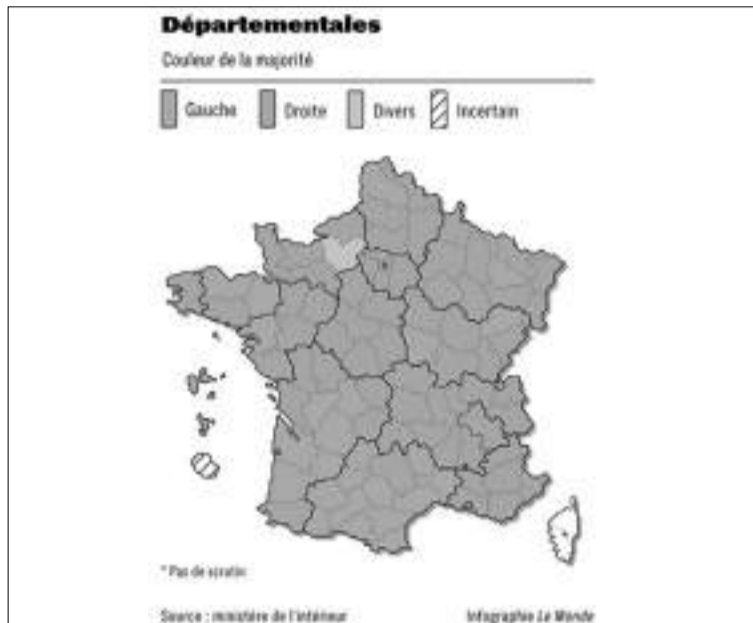 Départementales
Couleur de la majorité
Gauche Droite Divers Incertain
* Pas de scrutin
Source : ministère de l'intérieur Infographie Le Monde